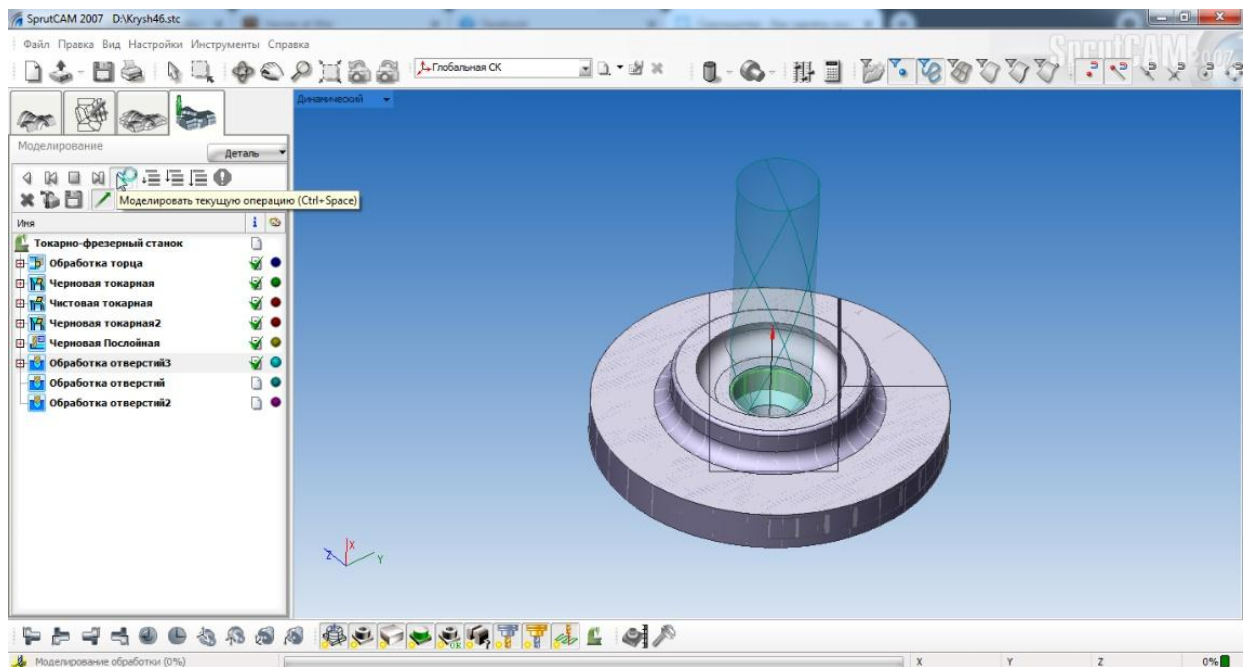 SprutCAM 2007 D:\Krysh46.stc
Файл Правка Вид Настройки Инструменты Справка
Глобальная СК
SprutCAM 2007
Динамический
Моделирование
Деталь
Моделировать текущую операцию (Ctrl+Space)
Имя
Токарно-фрезерный станок
Обработка торца
Черновая токарная
Чистовая токарная
Черновая токарная2
Черновая Послойная
Обработка отверстий3
Обработка отверстий
Обработка отверстий2
X
Z
Y
Моделирование обработки (0%)
X Y Z 0%